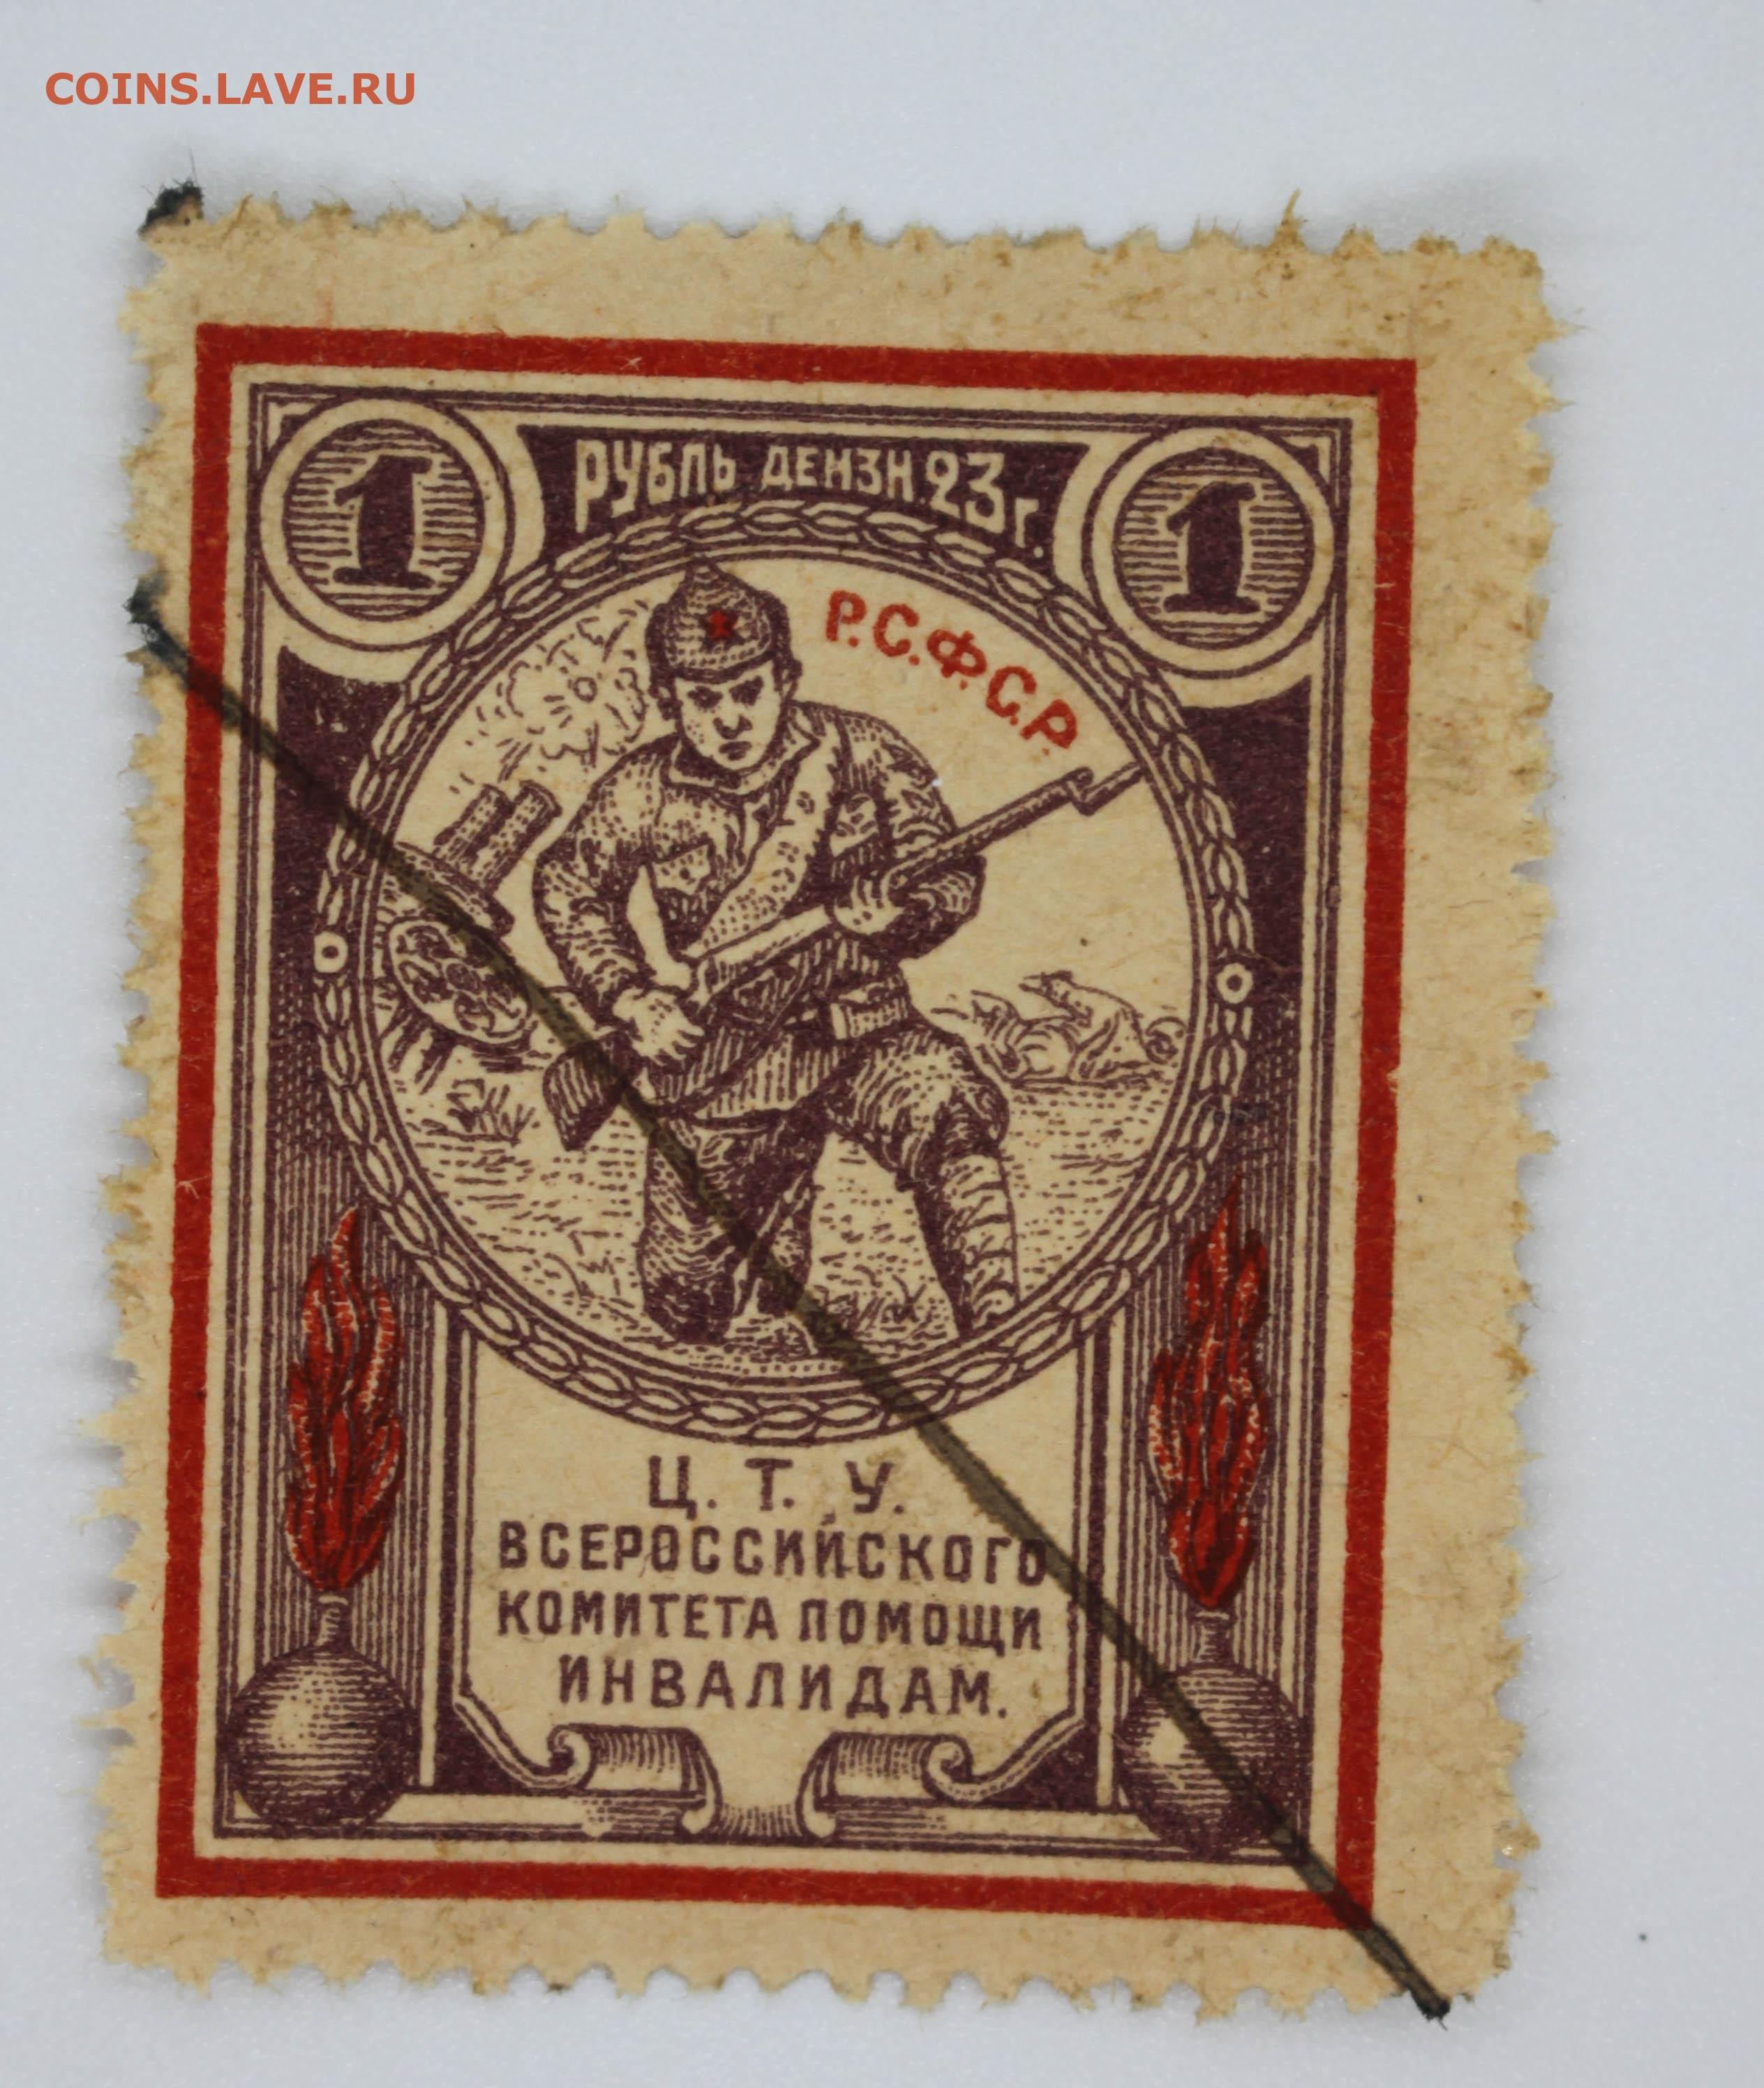 COINS.LAVE.RU
1 РУБЛЬ ДЕНЗН. 23 г. 1
Р.С.Ф.С.Р.
Ц. Т. У.
ВСЕРОССИЙСКОГО
КОМИТЕТА ПОМОЩИ
ИНВАЛИДАМ.